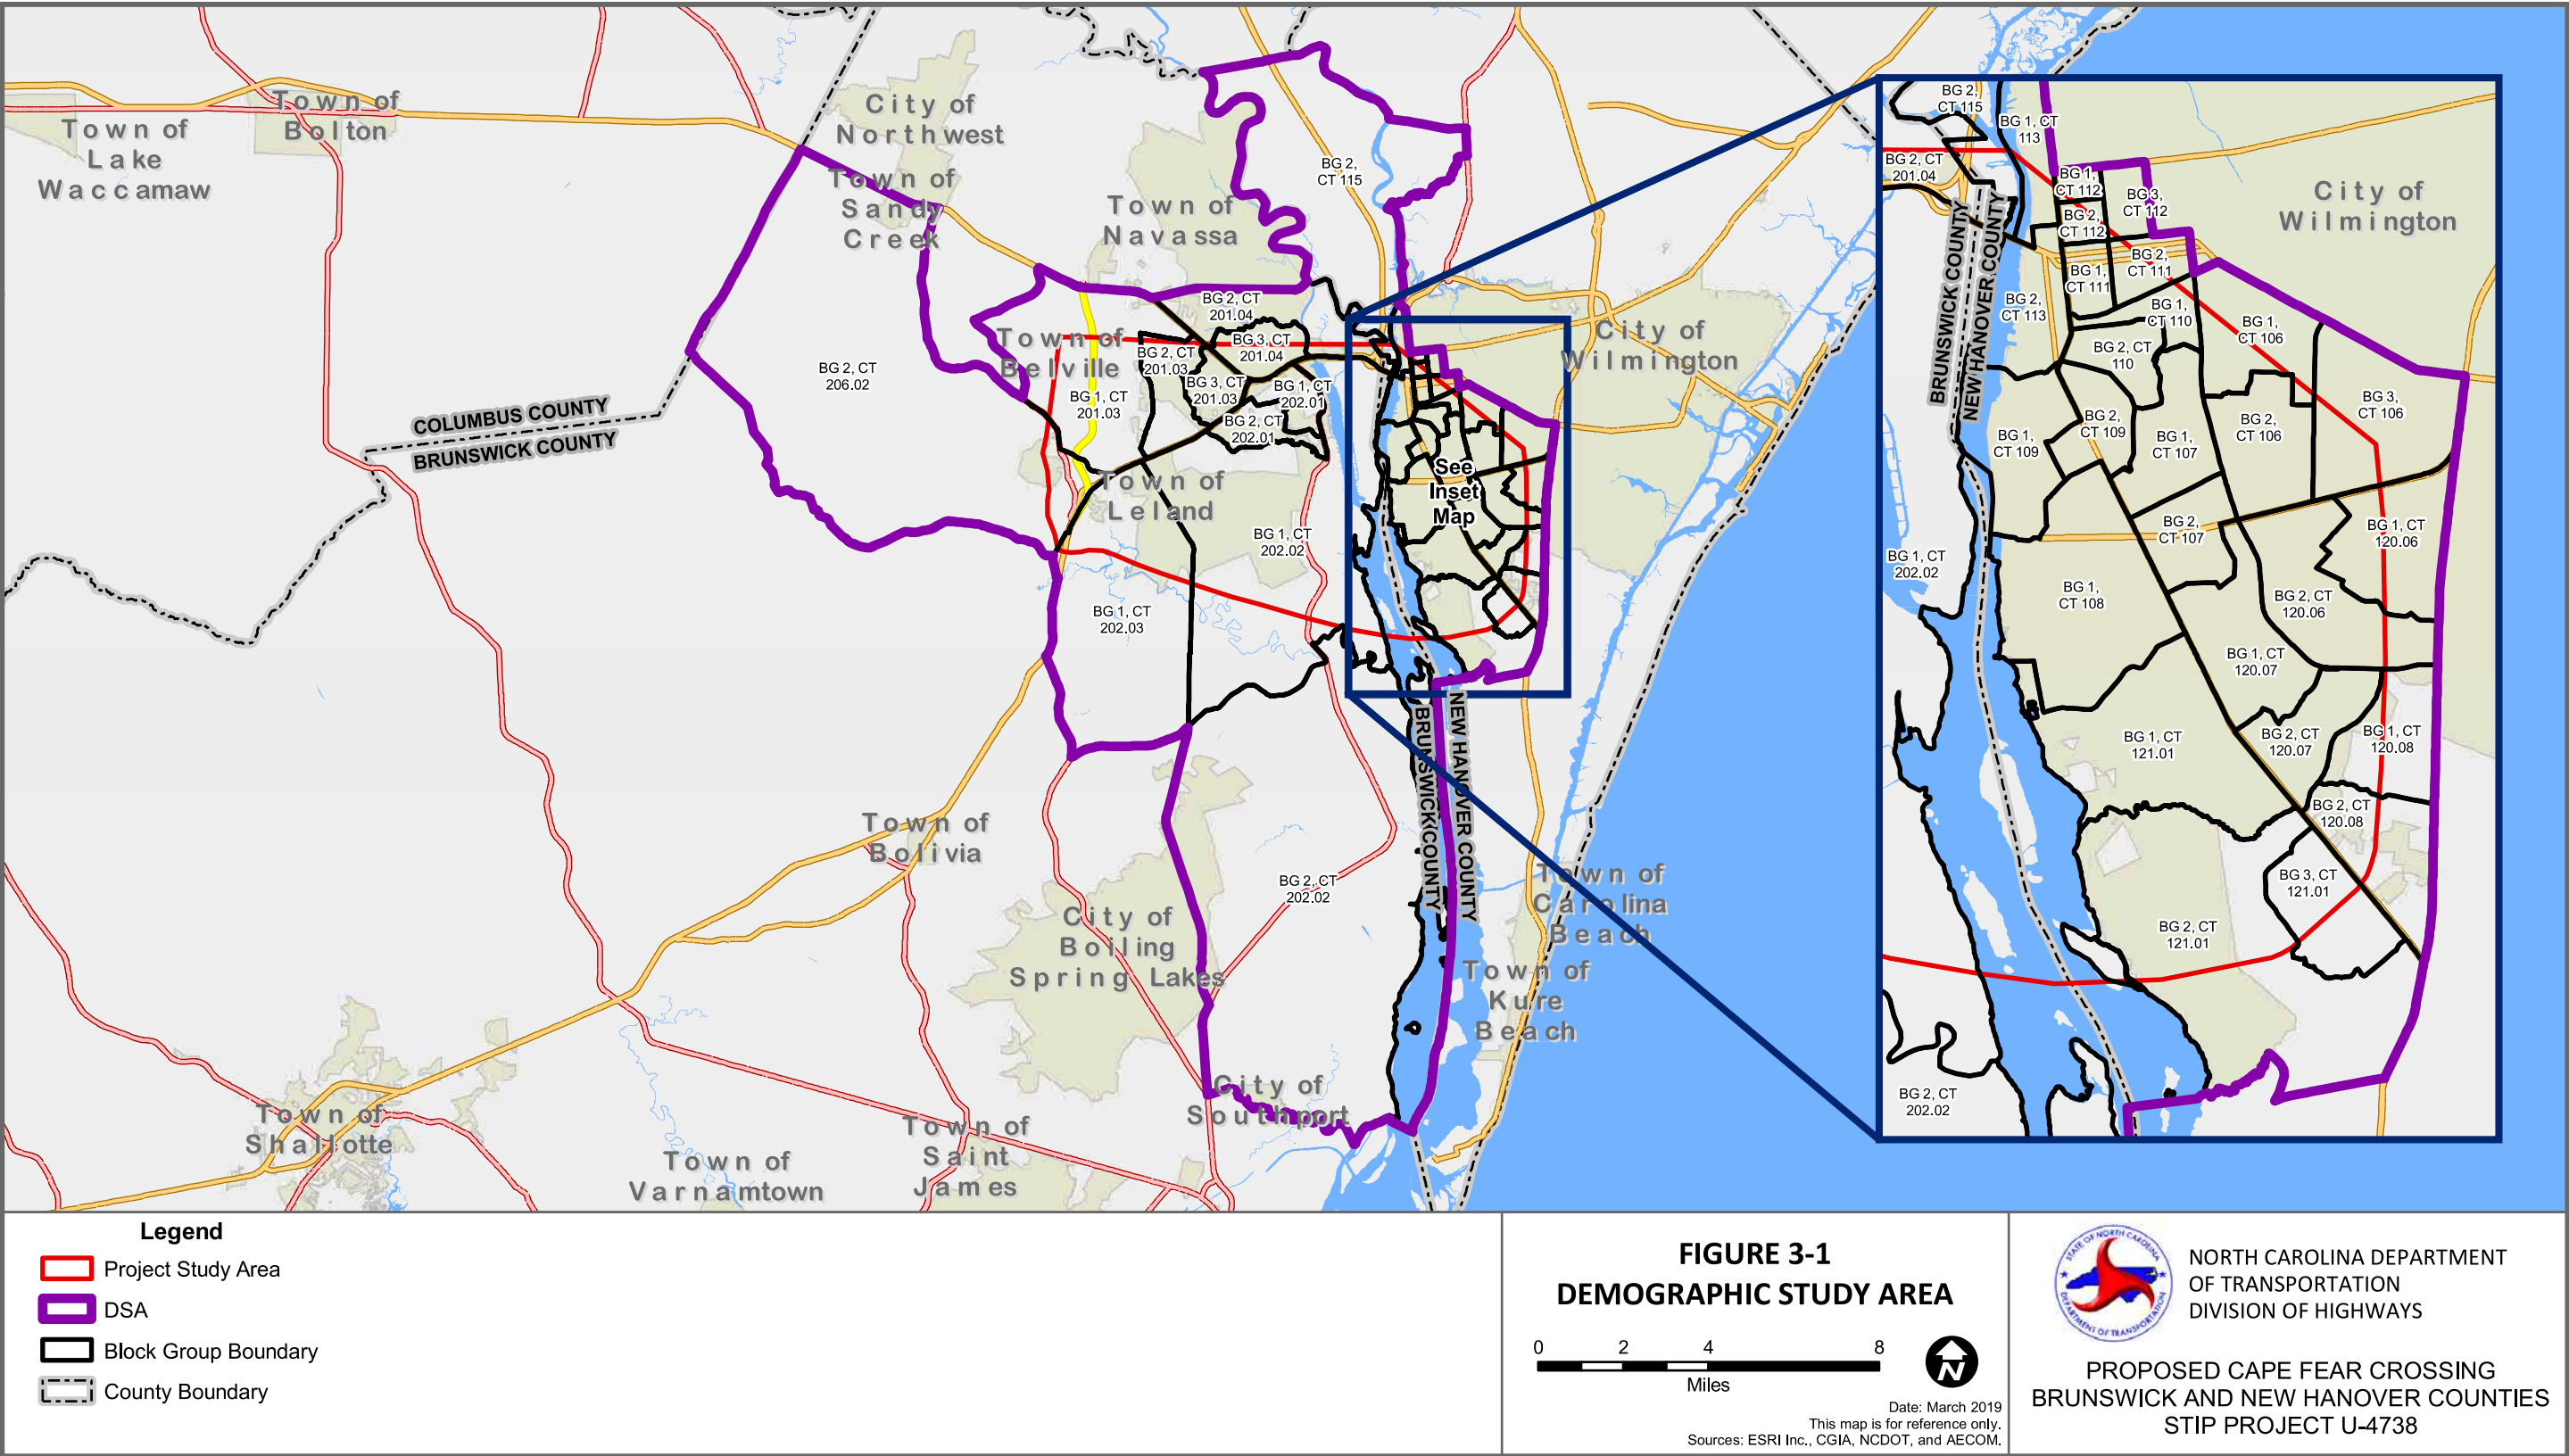 Town of
Lake
Waccamaw
Town of
Bolton
City of
Northwest
Town of
Sandy
Creek
Town of
Navassa
BG 2,
CT 115
BG 2, CT
201.04
Town of
Belville
BG 3, CT
201.04
BG 2, CT
201.03
BG 3, CT
201.03
BG 1, CT
202.01
BG 1, CT
201.03
BG 2, CT
202.01
BG 2, CT
206.02
City of
Wilmington
COLUMBUS COUNTY
BRUNSWICK COUNTY
See
Inset
Map
Town of
Leland
BG 1, CT
202.02
BG 1, CT
202.03
BRUNSWICK COUNTY
NEW HANOVER COUNTY
Town of
Bolivia
BG 2, CT
202.02
Town of
Carolina
Beach
City of
Boiling
Spring Lakes
Town of
Kure
Beach
City of
Southport
Town of
Shallotte
Town of
Saint
James
Town of
Varnamtown
BG 2,
CT 115
BG 1, CT
113
BG 2, CT
201.04
BG 1,
CT 112
BG 3,
CT 112
City of
Wilmington
BG 2,
CT 112
BRUNSWICK COUNTY
NEW HANOVER COUNTY
BG 2,
CT 111
BG 1,
CT 111
BG 2,
CT 113
BG 1,
CT 110
BG 1,
CT 106
BG 2, CT
110
BG 3,
CT 106
BG 2,
CT 109
BG 2,
CT 106
BG 1,
CT 109
BG 1,
CT 107
BG 2,
CT 107
BG 1, CT
120.06
BG 1, CT
202.02
BG 1,
CT 108
BG 2, CT
120.06
BG 1, CT
120.07
BG 1, CT
121.01
BG 2, CT
120.07
BG 1, CT
120.08
BG 2, CT
120.08
BG 3, CT
121.01
BG 2, CT
121.01
BG 2, CT
202.02
Legend
Project Study Area
DSA
Block Group Boundary
County Boundary
FIGURE 3-1
DEMOGRAPHIC STUDY AREA
0 2 4 8
Miles
N
Date: March 2019
This map is for reference only.
Sources: ESRI Inc., CGIA, NCDOT, and AECOM.
STATE OF NORTH CAROLINA
DEPARTMENT OF TRANSPORTATION
NORTH CAROLINA DEPARTMENT
OF TRANSPORTATION
DIVISION OF HIGHWAYS
PROPOSED CAPE FEAR CROSSING
BRUNSWICK AND NEW HANOVER COUNTIES
STIP PROJECT U-4738